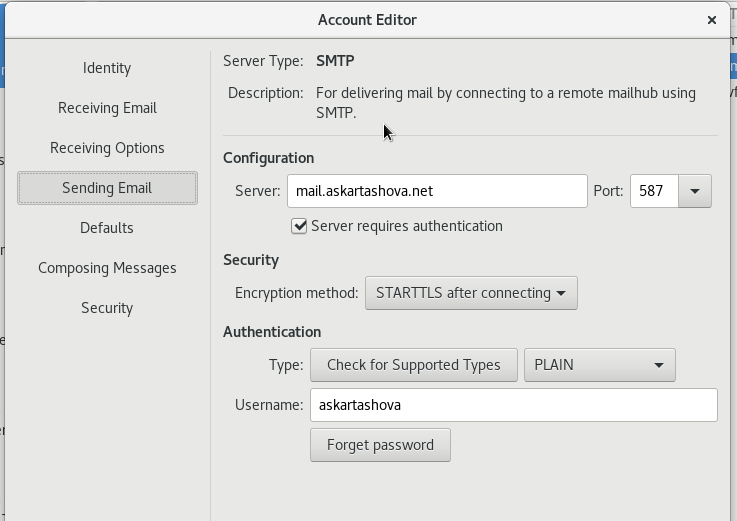 Account Editor
Identity
Receiving Email
Receiving Options
Sending Email
Defaults
Composing Messages
Security
Server Type: SMTP
Description: For delivering mail by connecting to a remote mailhub using
SMTP.
Configuration
Server: mail.askartashova.net Port: 587
Server requires authentication
Security
Encryption method: STARTTLS after connecting
Authentication
Type: Check for Supported Types PLAIN
Username: askartashova
Forget password